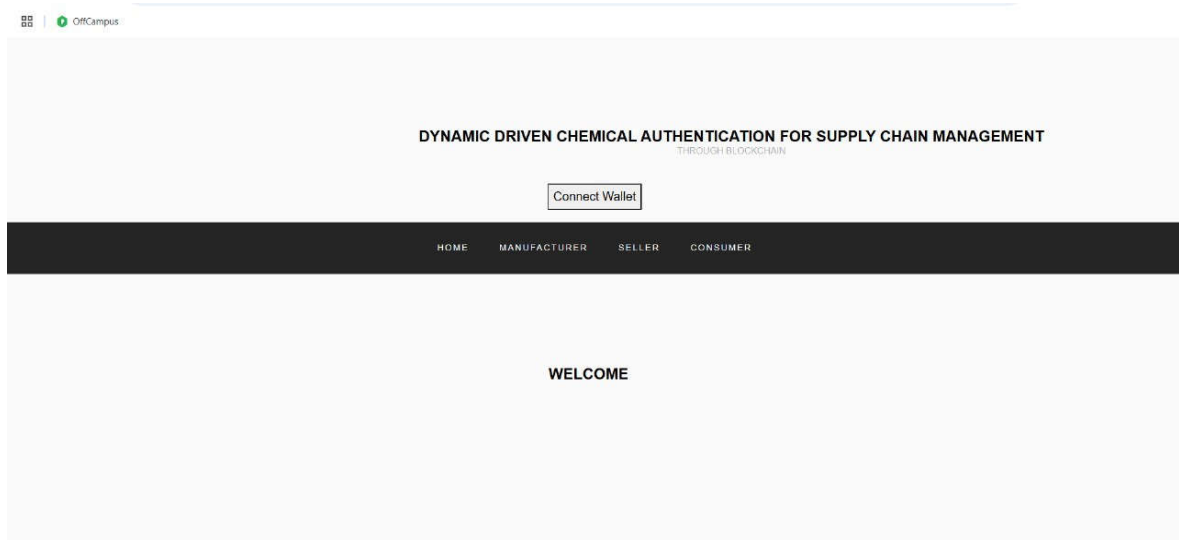 OffCampus
DYNAMIC DRIVEN CHEMICAL AUTHENTICATION FOR SUPPLY CHAIN MANAGEMENT
THROUGH BLOCKCHAIN
Connect Wallet
HOME MANUFACTURER SELLER CONSUMER
WELCOME